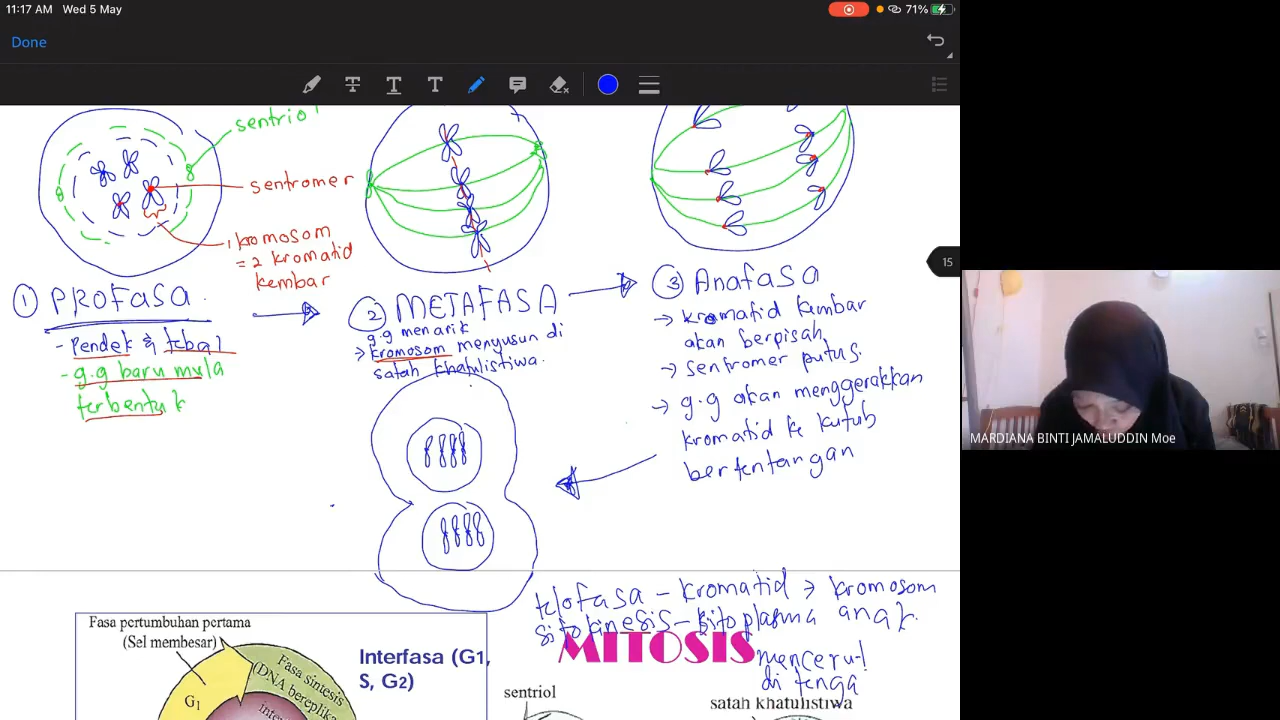 11:17 AM Wed 5 May
71%
Done
T
T
T
sentriol
sentromer
1 kromosom
= 2 kromatid
kembar
15
① PROFASA
- Pendek & tebal
- g.g baru mula
terbentuk
② METAFASA
g.g menarik
→ kromosom menyusun di
satah khatulistiwa.
③ Anafasa
→ kromatid kembar
akan berpisah
→ Sentromer putus.
→ g.g akan menggerakkan
kromatid ke kutub
bertentangan
MARDIANA BINTI JAMALUDDIN Moe
telofasa - kromatid → kromosom
sitokinesis - sitoplasma anak.
mencerut
di tenga
Fasa pertumbuhan pertama
(Sel membesar)
Fasa sintesis
(DNA bereplika
G1
inte
Interfasa (G1,
S, G2)
MITOSIS
sentriol
satah khatulistiwa